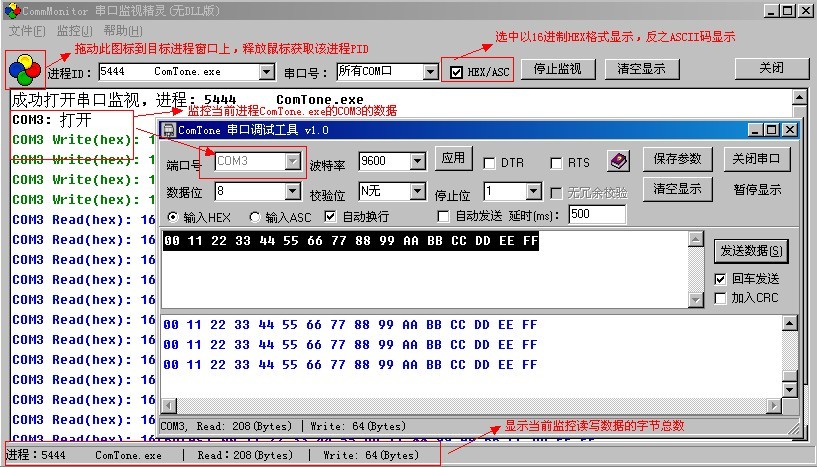 CommMonitor 串口监视精灵(无DLL版)
文件(F) 监控(J) 帮助(H)
选中以16进制HEX格式显示，反之ASCII码显示
拖动此图标到目标进程窗口上，释放鼠标获取该进程PID
进程ID： 5444 ComTone.exe 串口号： 所有COM口 HEX/ASC 停止监视 清空显示 关闭
成功打开串口监视，进程：5444 ComTone.exe
监控当前进程ComTone.exe的COM3的数据
COM3: 打开
COM3 Write(hex): 1
COM3 Write(hex): 1
COM3 Write(hex): 1
COM3 Write(hex): 1
COM3 Read(hex): 16
COM3 Read(hex): 16
COM3 Read(hex): 16
COM3 Read(hex): 16
COM3 Read(hex): 16
COM3 Read(hex): 16
COM3 Read(hex): 16
COM3 Read(hex): 16
COM3 Read(hex): 16
COM3 Read(hex): 16
COM3 Read(hex): 16
ComTone 串口调试工具 v1.0
端口号 COM3 波特率 9600 应用 DTR RTS 保存参数 关闭串口
数据位 8 校验位 N无 停止位 1 无冗余校验 清空显示 暂停显示
输入HEX 输入ASC 自动换行 自动发送 延时(ms)： 500
00 11 22 33 44 55 66 77 88 99 AA BB CC DD EE FF
发送数据(S)
回车发送
加入CRC
00 11 22 33 44 55 66 77 88 99 AA BB CC DD EE FF
00 11 22 33 44 55 66 77 88 99 AA BB CC DD EE FF
00 11 22 33 44 55 66 77 88 99 AA BB CC DD EE FF
COM3, Read: 208(Bytes) | Write: 64(Bytes)
显示当前监控读写数据的字节总数
进程：5444 ComTone.exe | Read：208(Bytes) | Write: 64(Bytes)